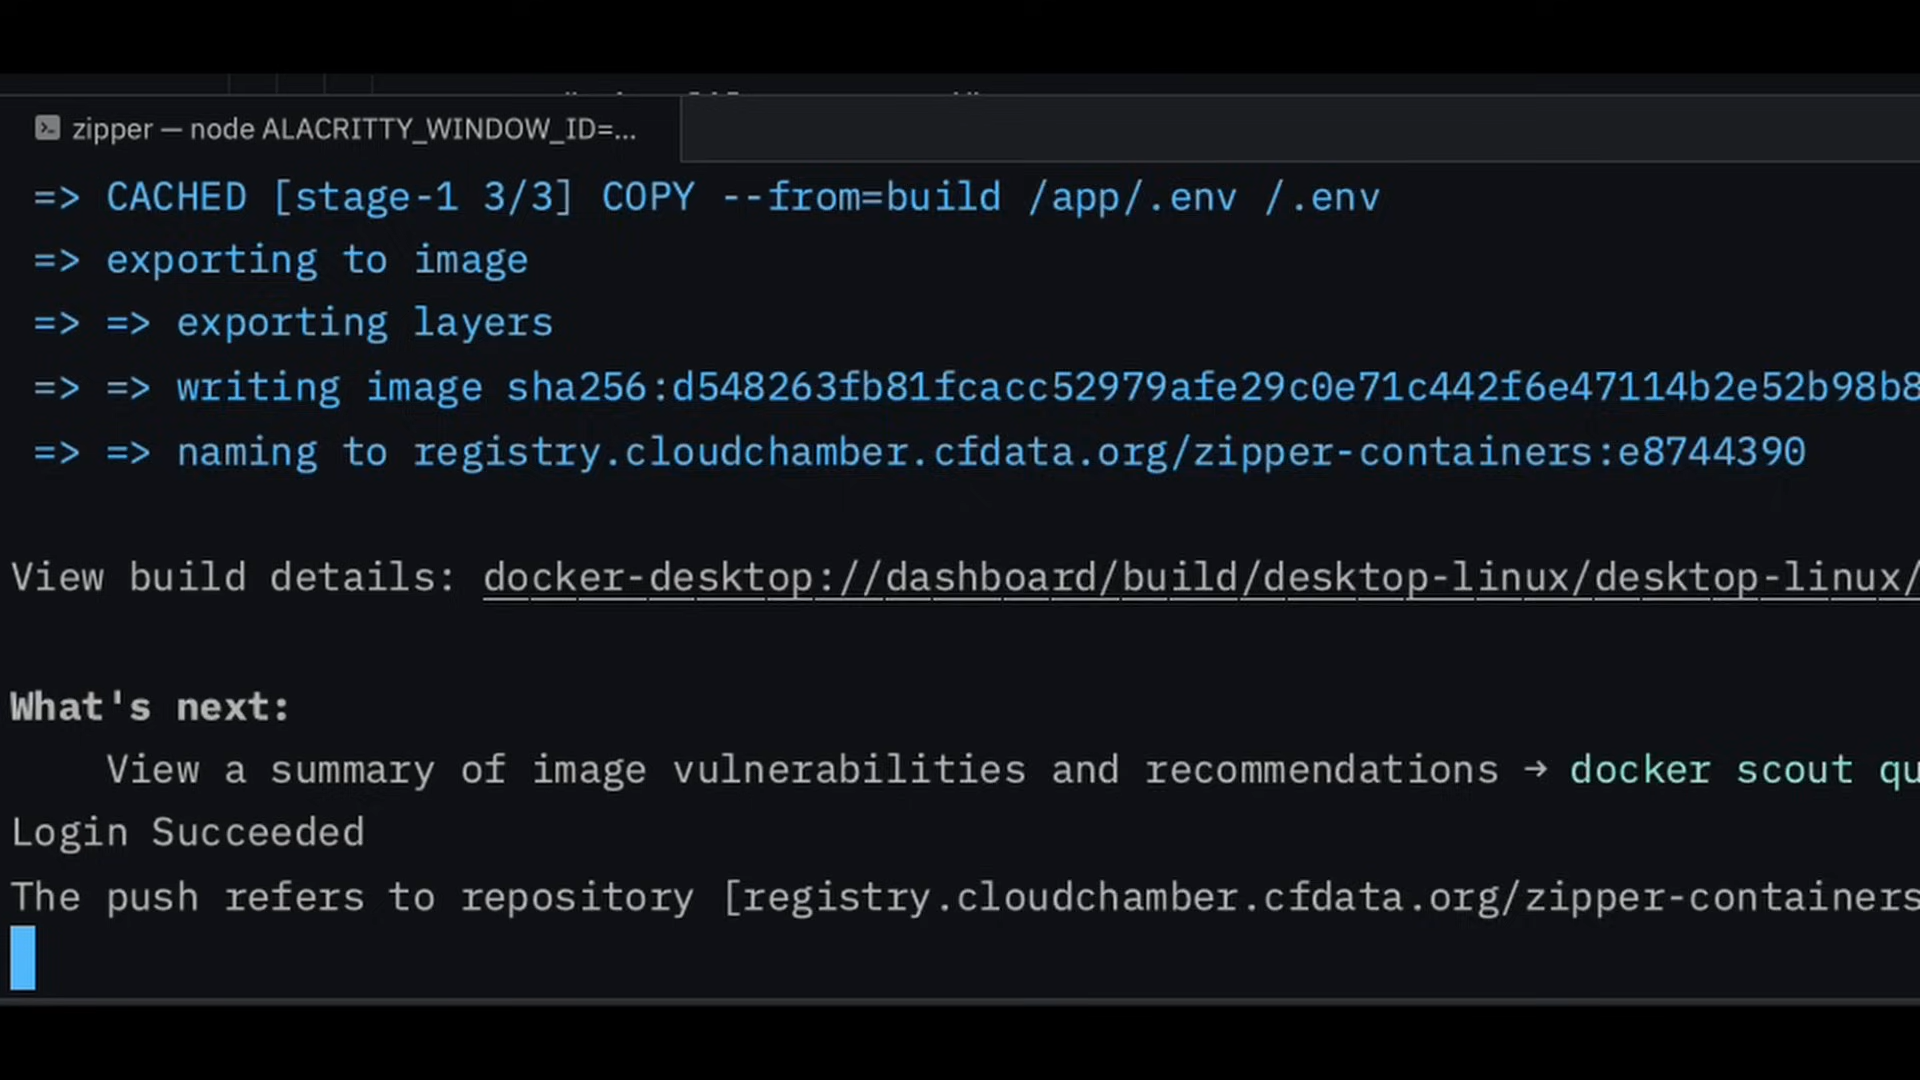 zipper — node ALACRITTY_WINDOW_ID=...
=> CACHED [stage-1 3/3] COPY --from=build /app/.env /.env
=> exporting to image
=> => exporting layers
=> => writing image sha256:d548263fb81fcacc52979afe29c0e71c442f6e47114b2e52b98b8
=> => naming to registry.cloudchamber.cfdata.org/zipper-containers:e8744390
View build details: docker-desktop://dashboard/build/desktop-linux/desktop-linux/
What's next:
View a summary of image vulnerabilities and recommendations → docker scout qu
Login Succeeded
The push refers to repository [registry.cloudchamber.cfdata.org/zipper-containers